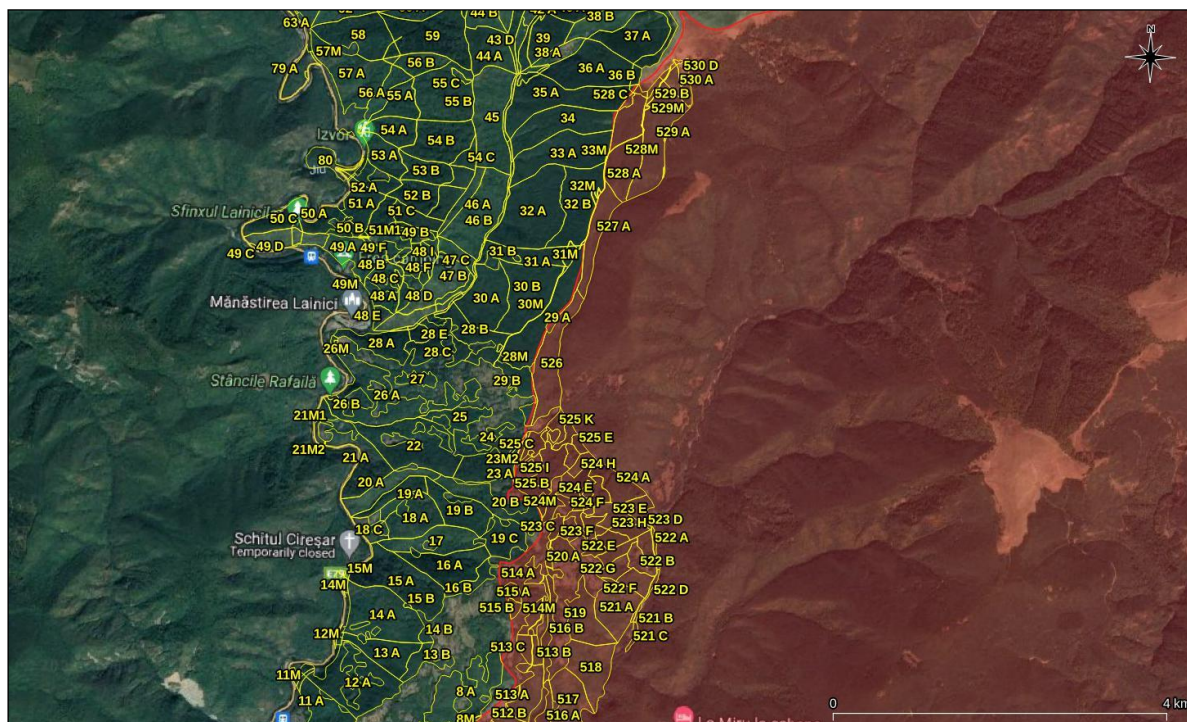 63 A
44 B
42 A
38 B
58
59
43 D
39
37 A
57M
44 A
38 A
56 B
79 A
57 A
36 A
36 B
530 D
530 A
55 C
56 A
55 A
55 B
35 A
528 C
529 B
529M
45
34
Izvor
54 A
54 B
529 A
53 A
54 C
33 A
33M
528M
80
Jiu
53 B
528 A
52 A
52 B
32M
51 A
46 A
32 B
Sfinxul Lainicil
50 C
50 A
51 C
46 B
32 A
527 A
50 B
51M1
49 B
49 C
49 D
49 A
49 F
48 I
31 B
31M
48 B
48 F
47 C
31 A
49M
48 C
47 B
30 B
Mănăstirea Lainici
48 A
48 D
30 A
30M
48 E
29 A
28 E
28 B
26M
28 A
28 C
28M
526
Stâncile Rafailă
27
29 B
26 A
26 B
21M1
25
525 K
24
525 E
21M2
22
525 C
21 A
23M2
525 I
524 H
23 A
525 B
524 A
20 A
524 E
19 A
20 B
524M
524 F
523 E
19 B
18 A
523 H
523 D
18 C
523 C
523 F
Schitul Cireșar
Temporarily closed
17
19 C
522 E
522 A
520 A
522 B
15M
16 A
522 G
E79
514 A
14M
15 A
16 B
515 A
522 F
522 D
15 B
515 B
514M
519
521 A
14 A
521 B
12M
14 B
516 B
521 C
13 A
13 B
513 C
513 B
518
11M
12 A
8 A
513 A
517
11 A
8M
512 B
516 A
N
0
4 km